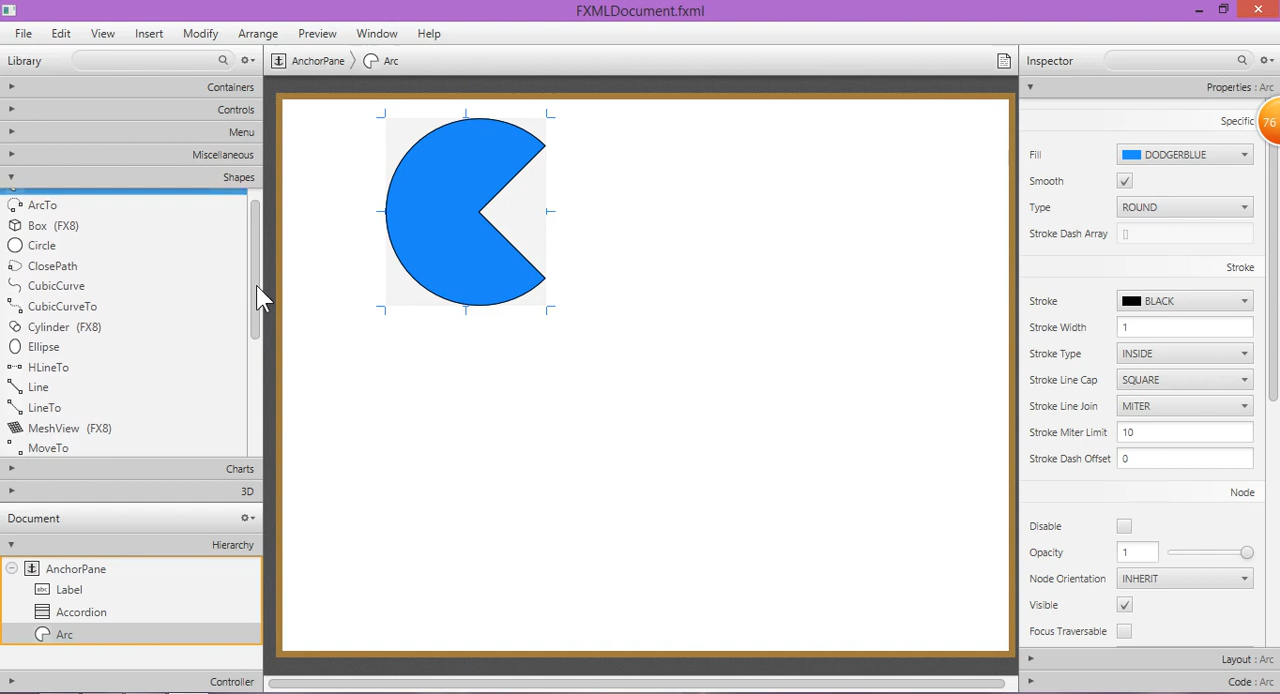 FXMLDocument.fxml
File Edit View Insert Modify Arrange Preview Window Help
Library
AnchorPane Arc
Inspector
Containers
Controls
Menu
Miscellaneous
Shapes
ArcTo
Box (FX8)
Circle
ClosePath
CubicCurve
CubicCurveTo
Cylinder (FX8)
Ellipse
HLineTo
Line
LineTo
MeshView (FX8)
MoveTo
Charts
3D
Document
Hierarchy
AnchorPane
abc Label
Accordion
Arc
Controller
Properties : Arc
Specific
76
Fill DODGERBLUE
Smooth
Type ROUND
Stroke Dash Array []
Stroke
Stroke BLACK
Stroke Width 1
Stroke Type INSIDE
Stroke Line Cap SQUARE
Stroke Line Join MITER
Stroke Miter Limit 10
Stroke Dash Offset 0
Node
Disable
Opacity 1
Node Orientation INHERIT
Visible
Focus Traversable
Layout : Arc
Code : Arc